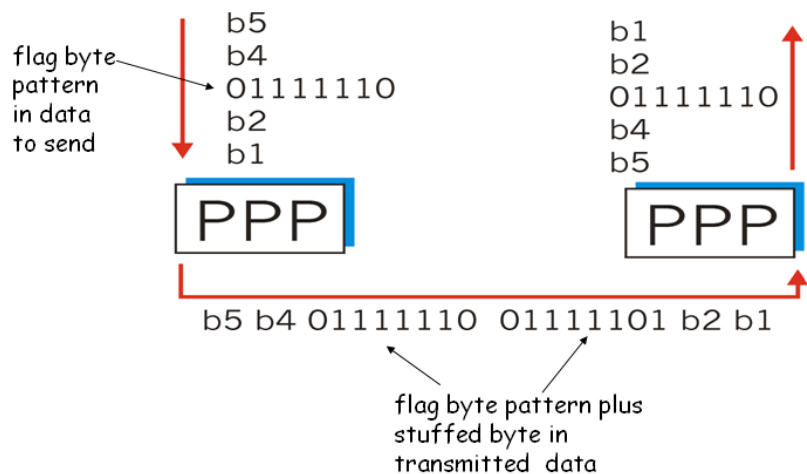 flag byte
pattern
in data
to send
b5
b4
01111110
b2
b1
PPP
b1
b2
01111110
b4
b5
PPP
b5 b4 01111110 01111101 b2 b1
flag byte pattern plus
stuffed byte in
transmitted data